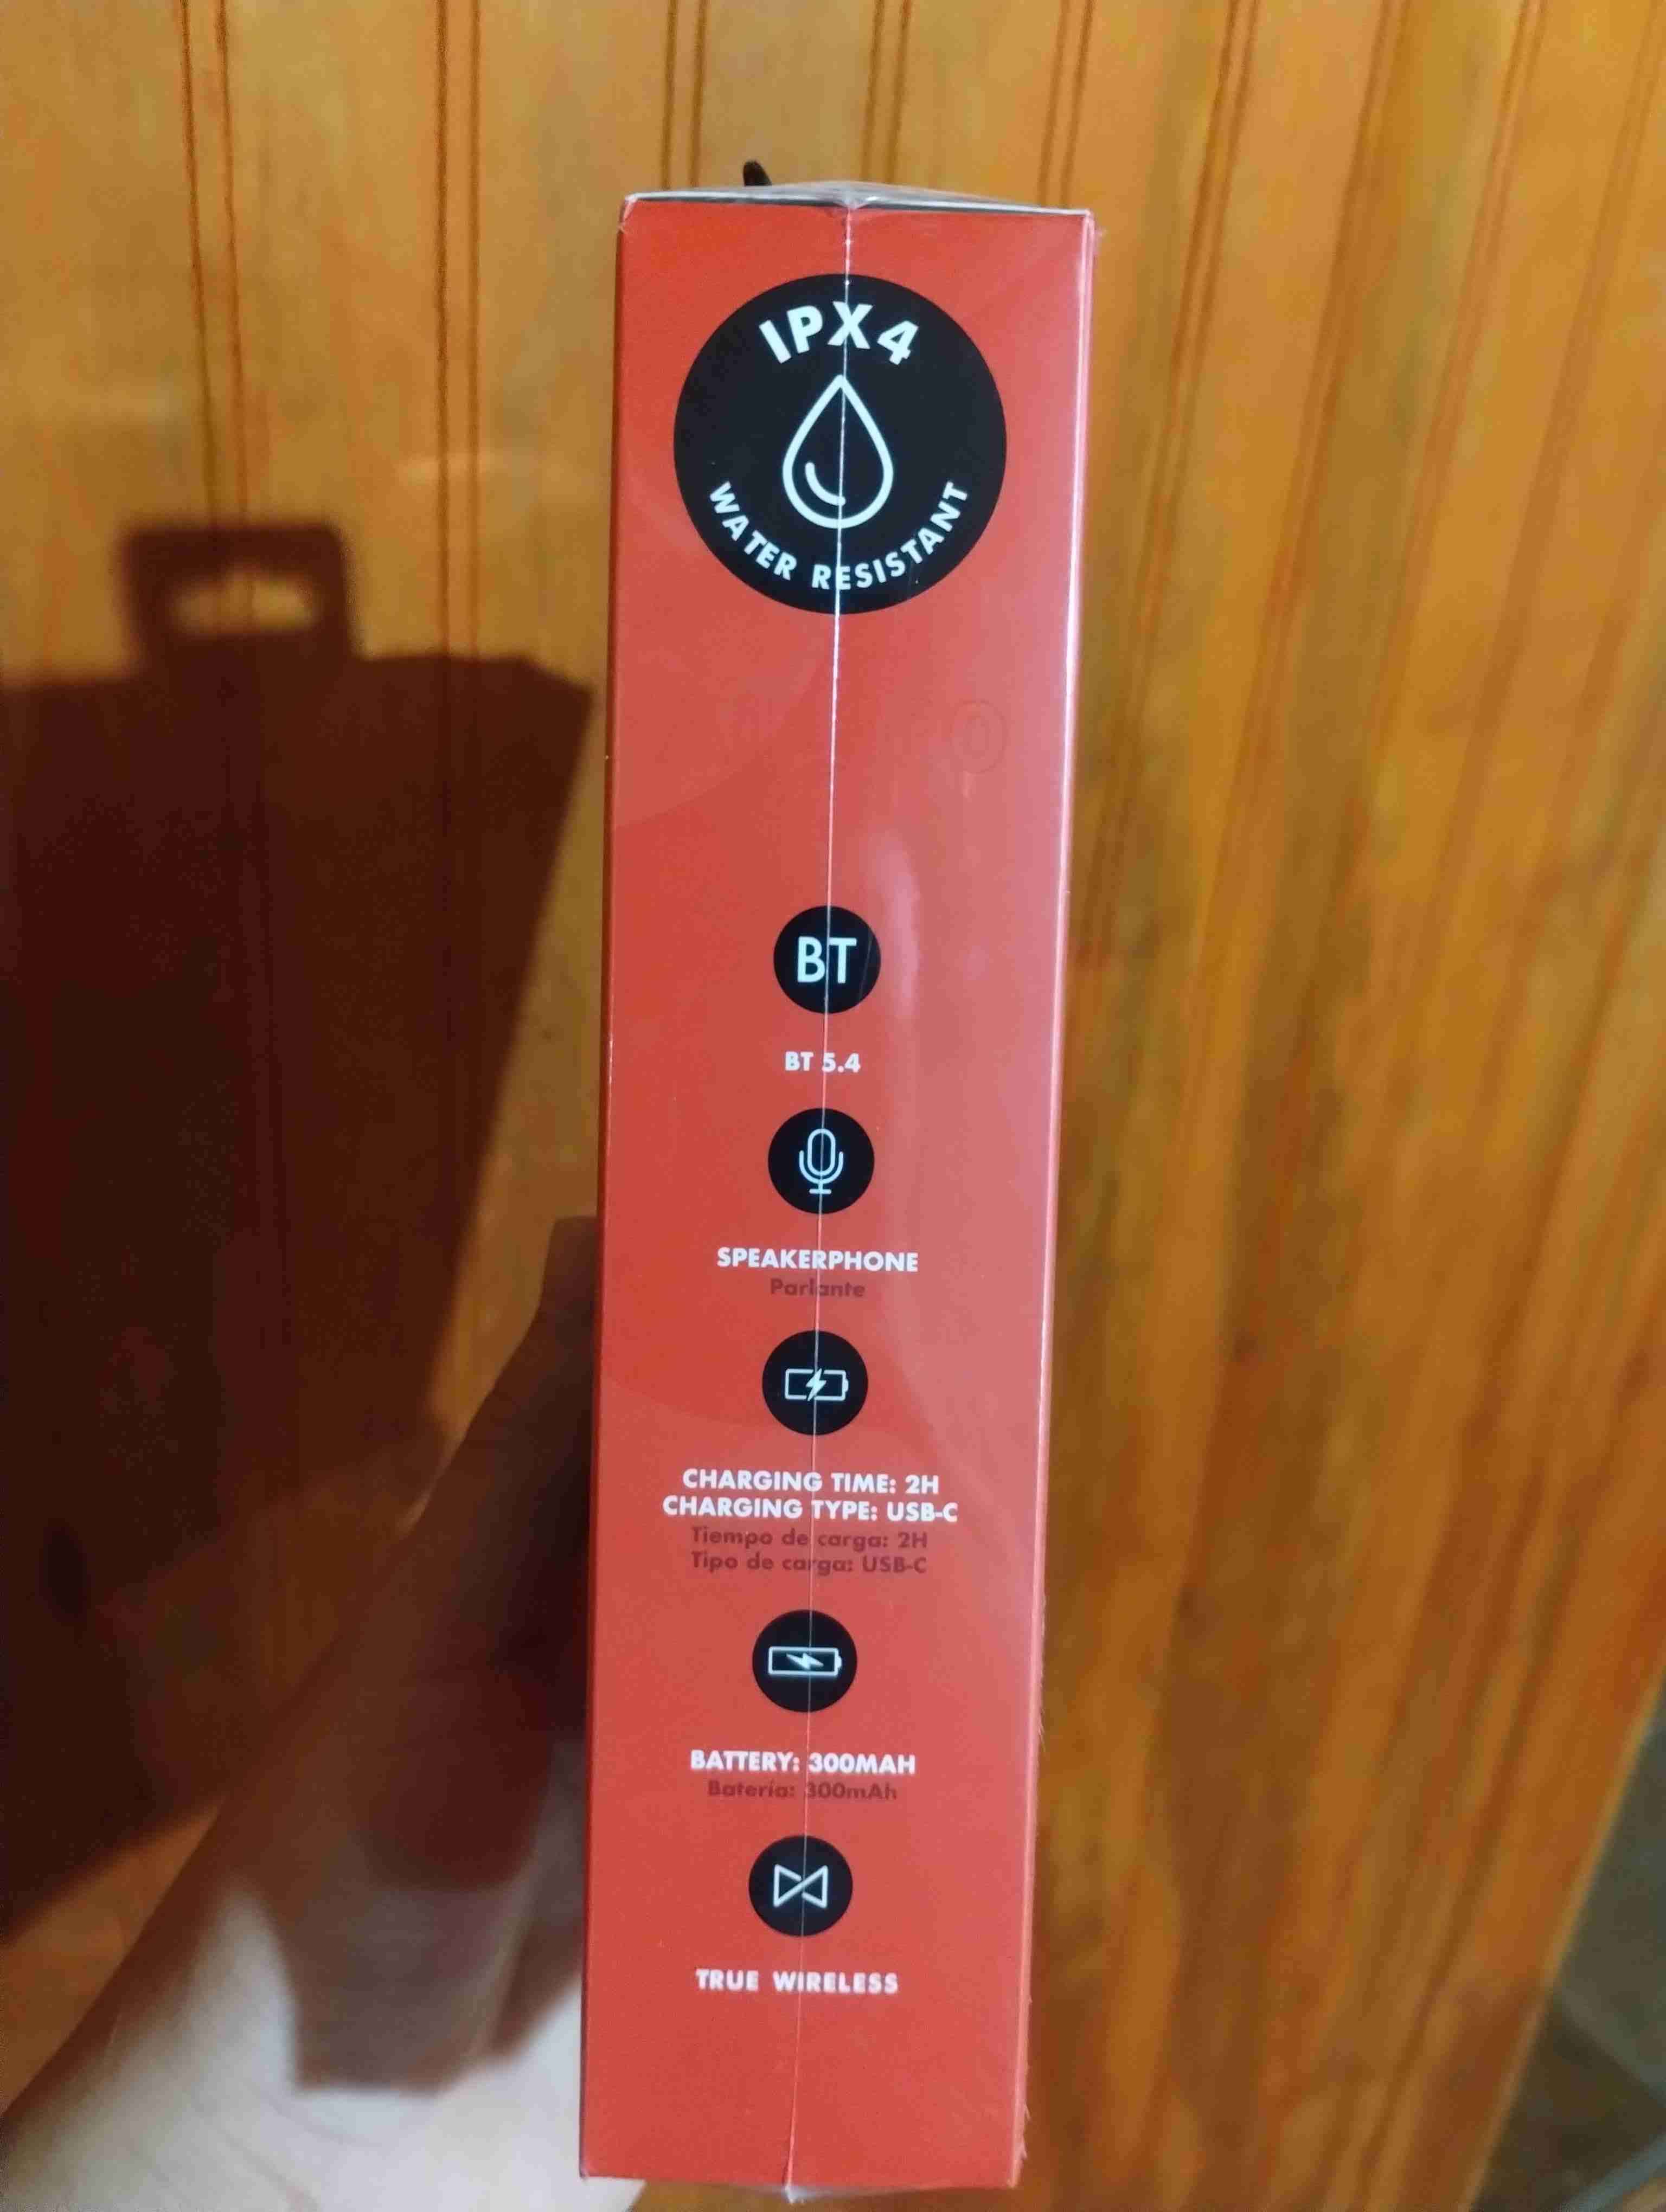 IPX4
WATER RESISTANT
BT
BT 5.4
SPEAKERPHONE
Parlante
CHARGING TIME: 2H
CHARGING TYPE: USB-C
Tiempo de carga: 2H
Tipo de carga: USB-C
BATTERY: 300MAH
Batería: 300mAh
TRUE WIRELESS